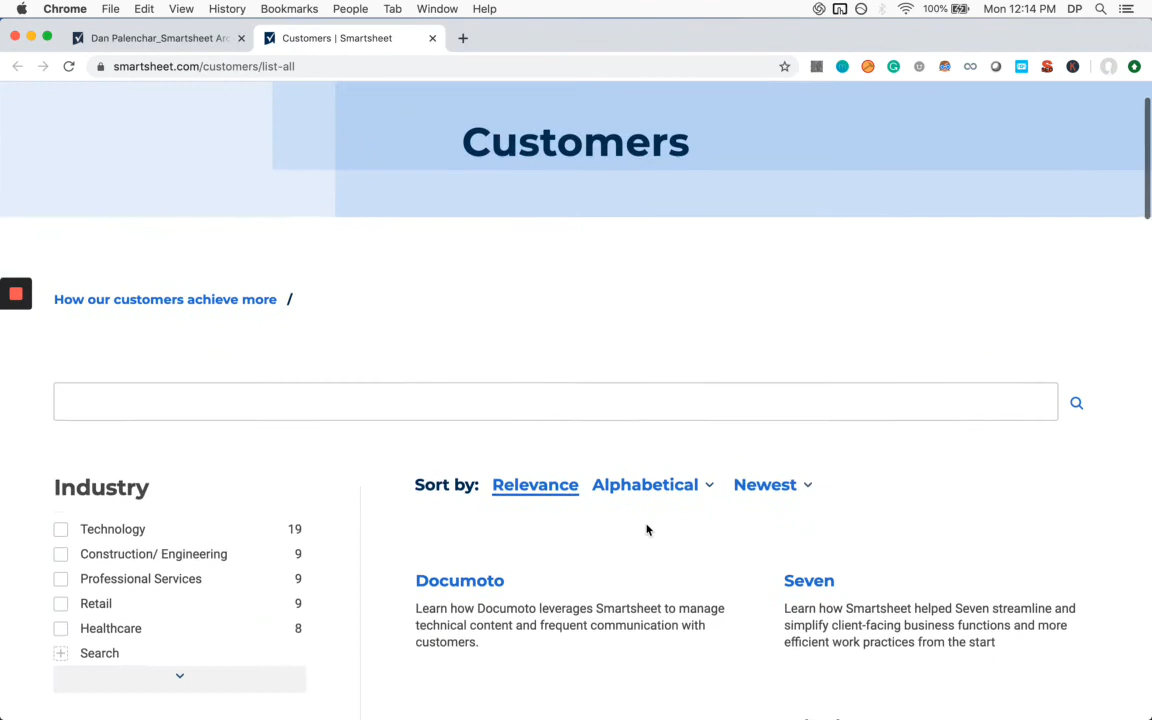 Chrome File Edit View History Bookmarks People Tab Window Help 100% Mon 12:14 PM DP
Dan Palenchar_Smartsheet Arc
Customers | Smartsheet
smartsheet.com/customers/list-all
Customers
How our customers achieve more /
Industry
Technology 19
Construction/ Engineering 9
Professional Services 9
Retail 9
Healthcare 8
Search
Sort by: Relevance Alphabetical Newest
Documoto
Learn how Documoto leverages Smartsheet to manage
technical content and frequent communication with
customers.
Seven
Learn how Smartsheet helped Seven streamline and
simplify client-facing business functions and more
efficient work practices from the start